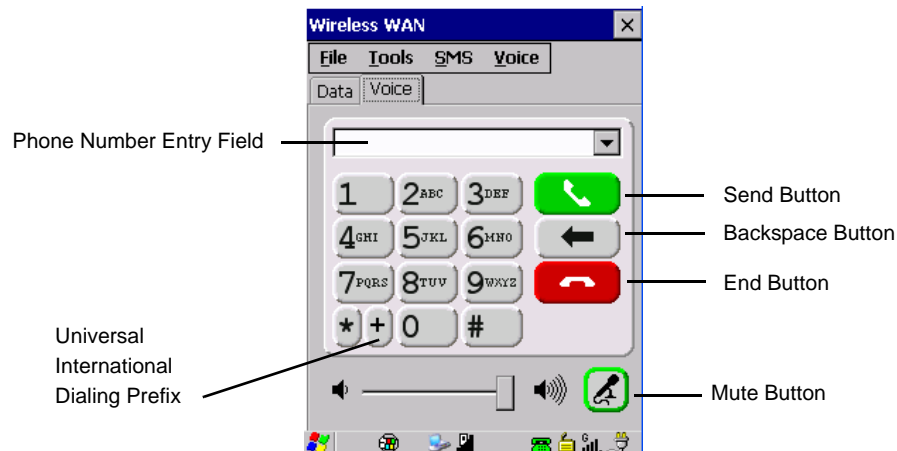 Wireless WAN
File Tools SMS Voice
Data Voice
Phone Number Entry Field
1 2ABC 3DEF
Send Button
4GHI 5JKL 6MNO
Backspace Button
7PQRS 8TUV 9WXYZ
End Button
* + 0 #
Universal
International
Dialing Prefix
Mute Button
G